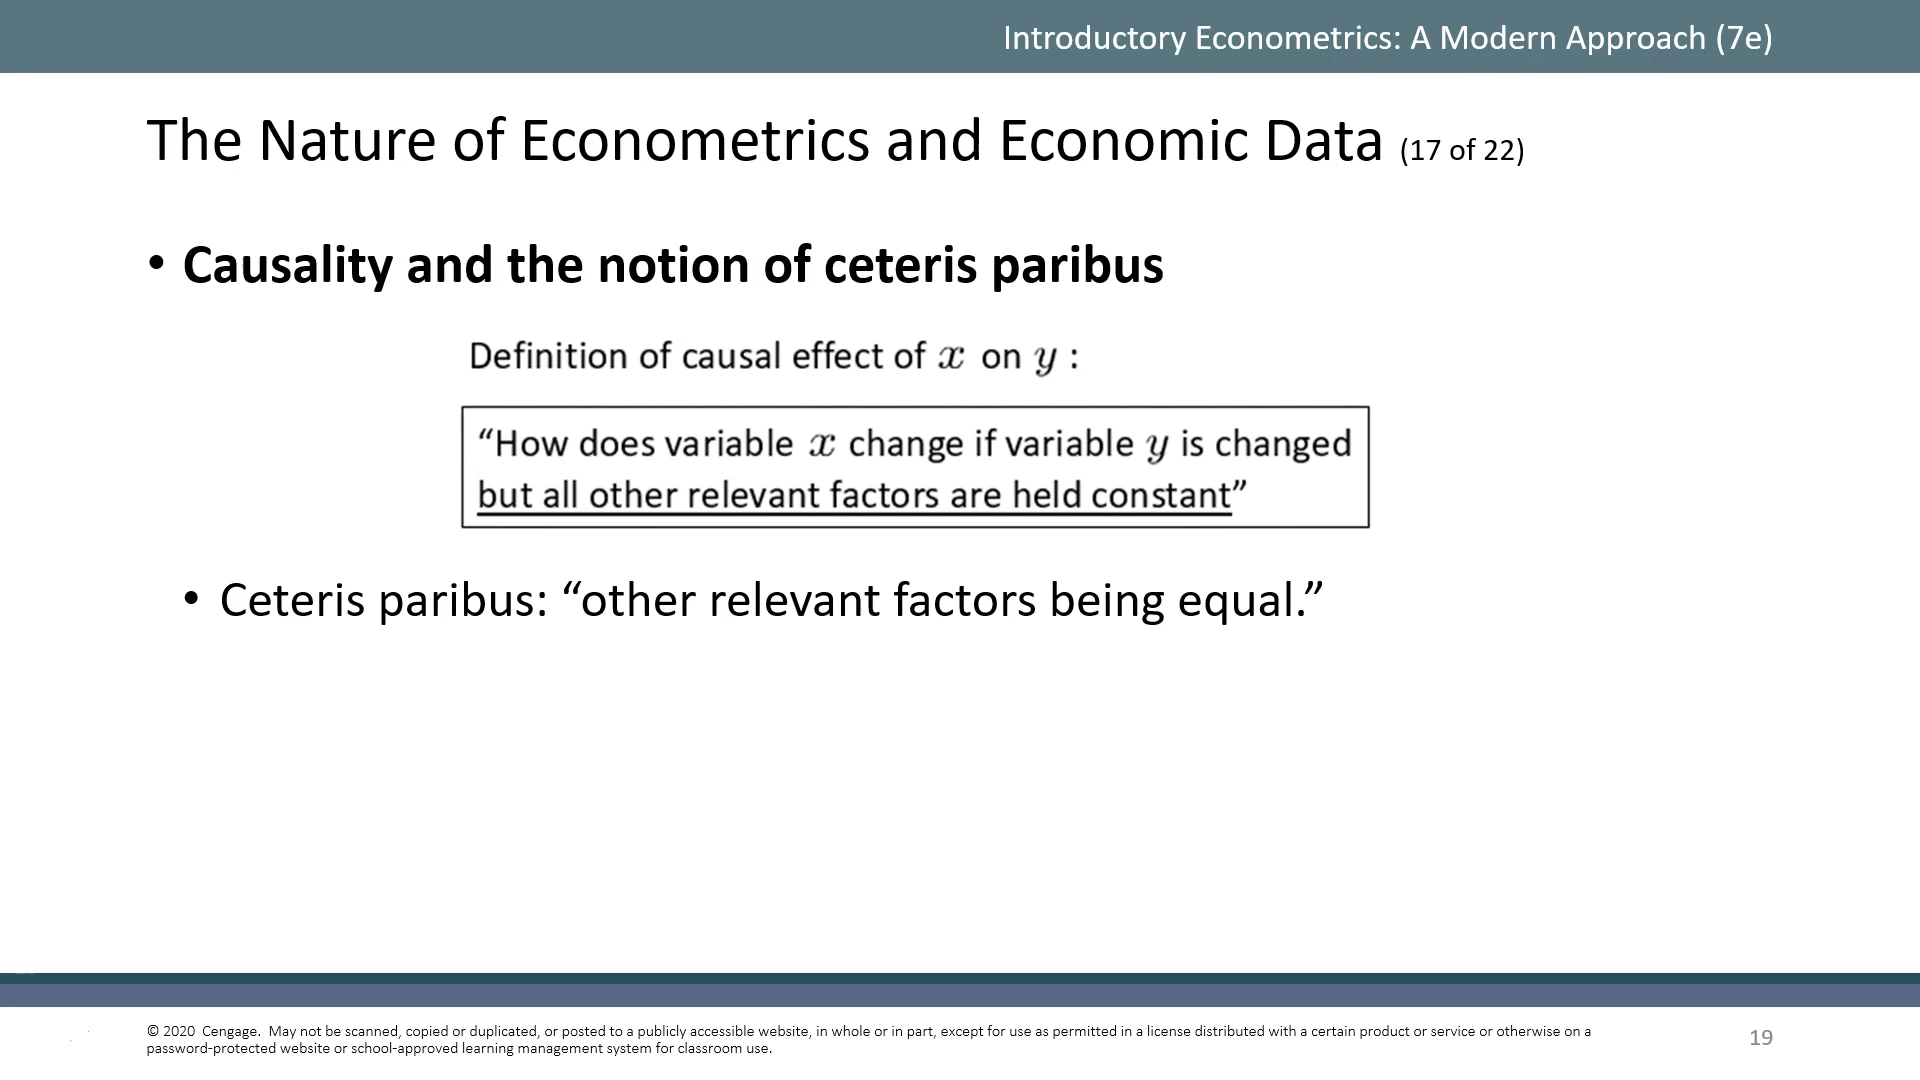 Introductory Econometrics: A Modern Approach (7e)
The Nature of Econometrics and Economic Data (17 of 22)
• Causality and the notion of ceteris paribus
Definition of causal effect of x on y :
“How does variable x change if variable y is changed
but all other relevant factors are held constant”
• Ceteris paribus: “other relevant factors being equal.”
© 2020 Cengage. May not be scanned, copied or duplicated, or posted to a publicly accessible website, in whole or in part, except for use as permitted in a license distributed with a certain product or service or otherwise on a
password-protected website or school-approved learning management system for classroom use.
19